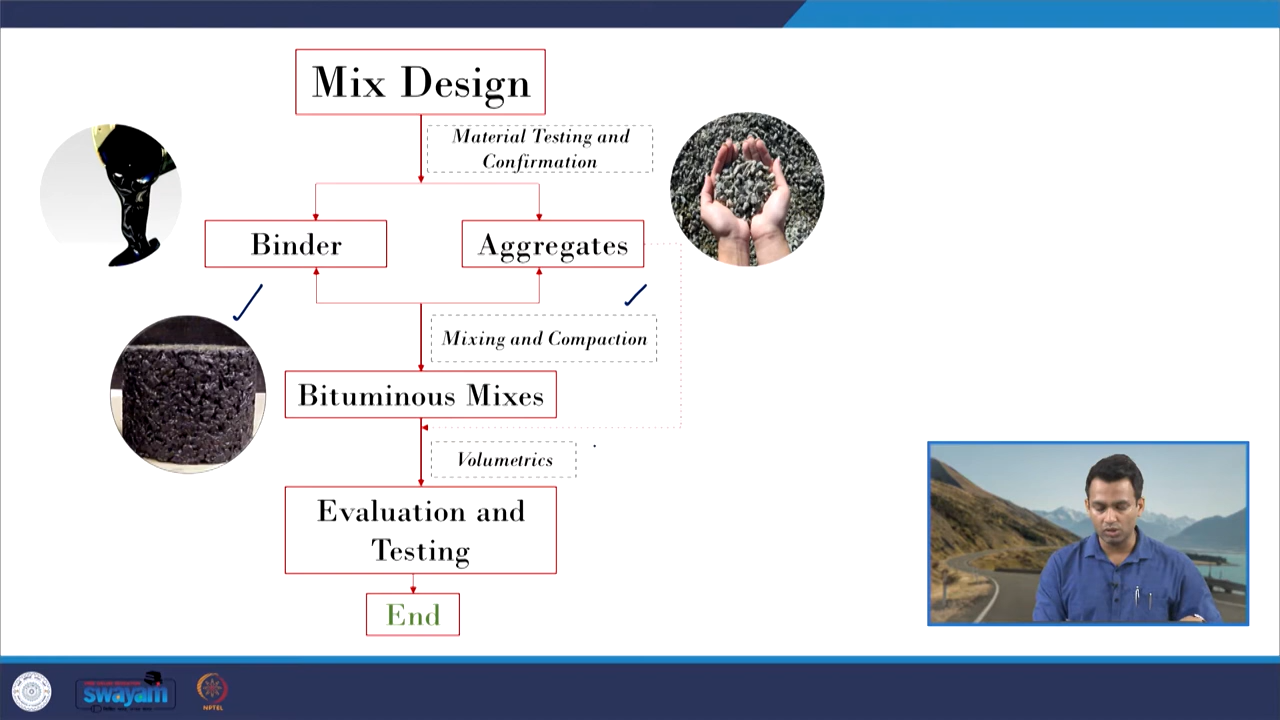 Mix Design
Material Testing and
Confirmation
Binder
Aggregates
Mixing and Compaction
Bituminous Mixes
Volumetrics
Evaluation and
Testing
End
swayam
NPTEL